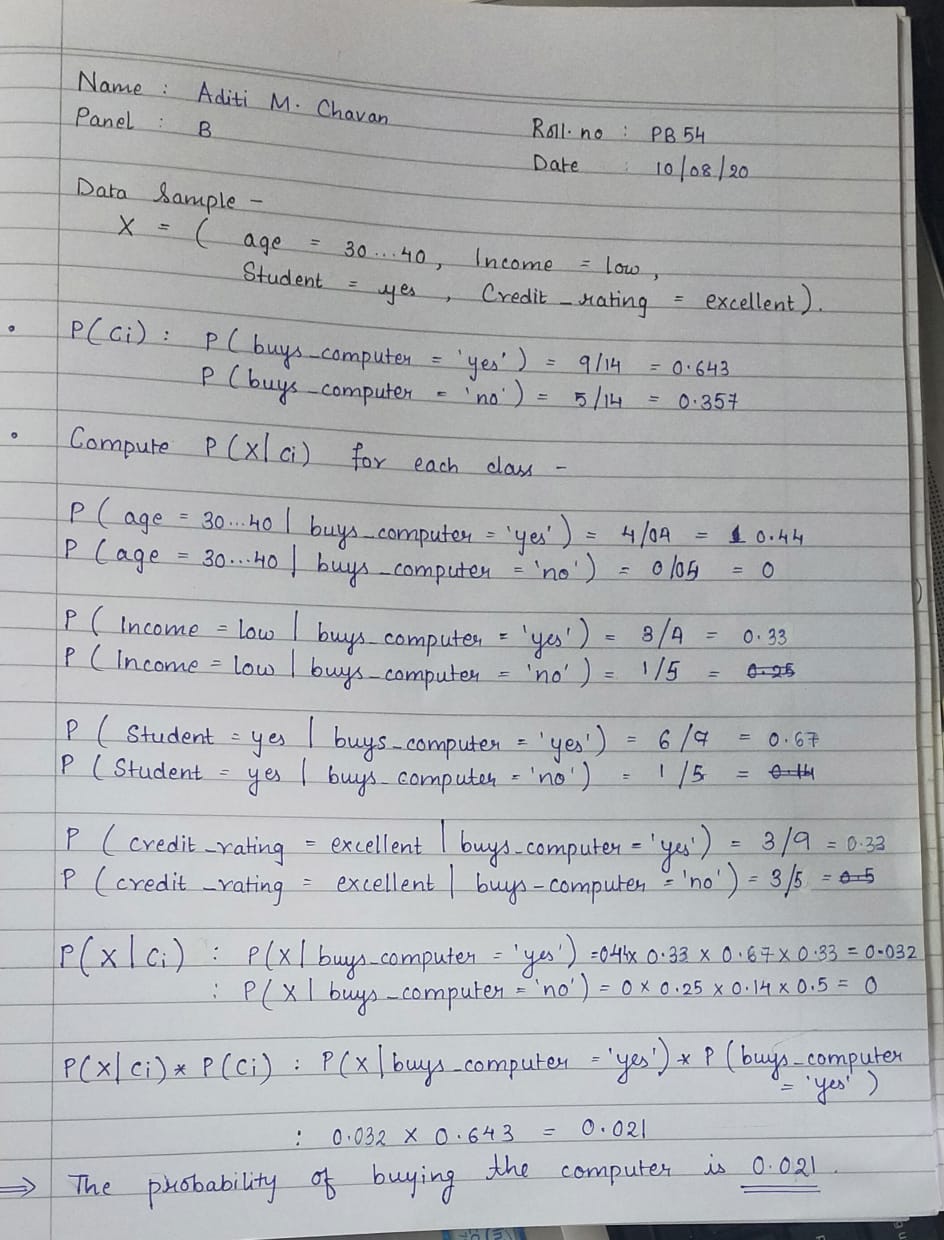 Name : Aditi M. Chavan
Panel : B
Roll. no : PB 54
Date : 10/08/20
Data Sample -
X = ( age = 30...40, Income = low,
Student = yes, Credit_rating = excellent).
• P(Ci) : P( buys_computer = 'yes') = 9/14 = 0.643
P (buys_computer = 'no') = 5/14 = 0.357
• Compute P(X|ci) for each class -
P ( age = 30...40 | buys_computer = 'yes') = 4/09 = 0.44
P (age = 30...40 | buys_computer = 'no') = 0/05 = 0
P ( Income = low | buys_computer = 'yes') = 3/9 = 0.33
P ( Income = low | buys_computer = 'no') = 1/5 = 0.25
P ( Student = yes | buys_computer = 'yes') = 6/9 = 0.67
P ( Student = yes | buys_computer = 'no') = 1/5 = 0.14
P ( credit_rating = excellent | buys_computer = 'yes') = 3/9 = 0.33
P (credit_rating = excellent | buys-computer = 'no') = 3/5 = 0.5
P(X|Ci) : P(X| buys_computer = 'yes') = 0.44x 0.33 x 0.67 x 0.33 = 0.032
: P(X| buys_computer = 'no') = 0 x 0.25 x 0.14 x 0.5 = 0
P(X|Ci) * P(Ci) : P(X|buys_computer = 'yes') * P (buys_computer
= 'yes')
: 0.032 x 0.643 = 0.021
⇒ The probability of buying the computer is 0.021.